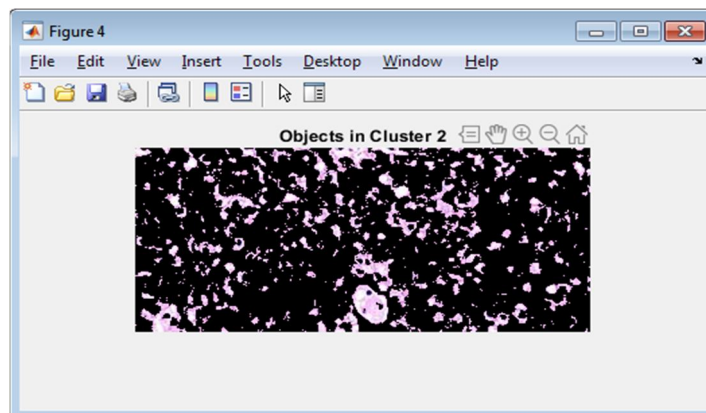 Figure 4
File Edit View Insert Tools Desktop Window Help
Objects in Cluster 2